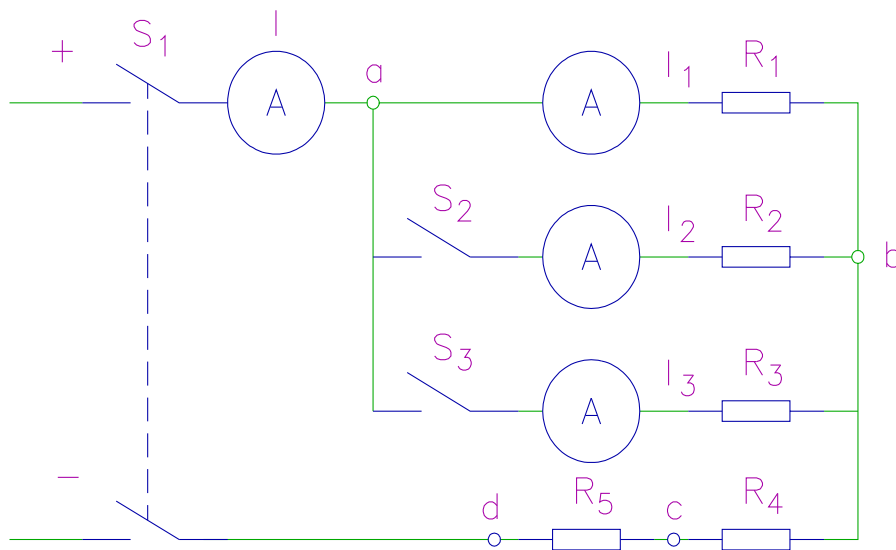 I
+ S1 a I1 R1
A A
S2 I2 R2
A b
S3 I3 R3
A
− d R5 c R4